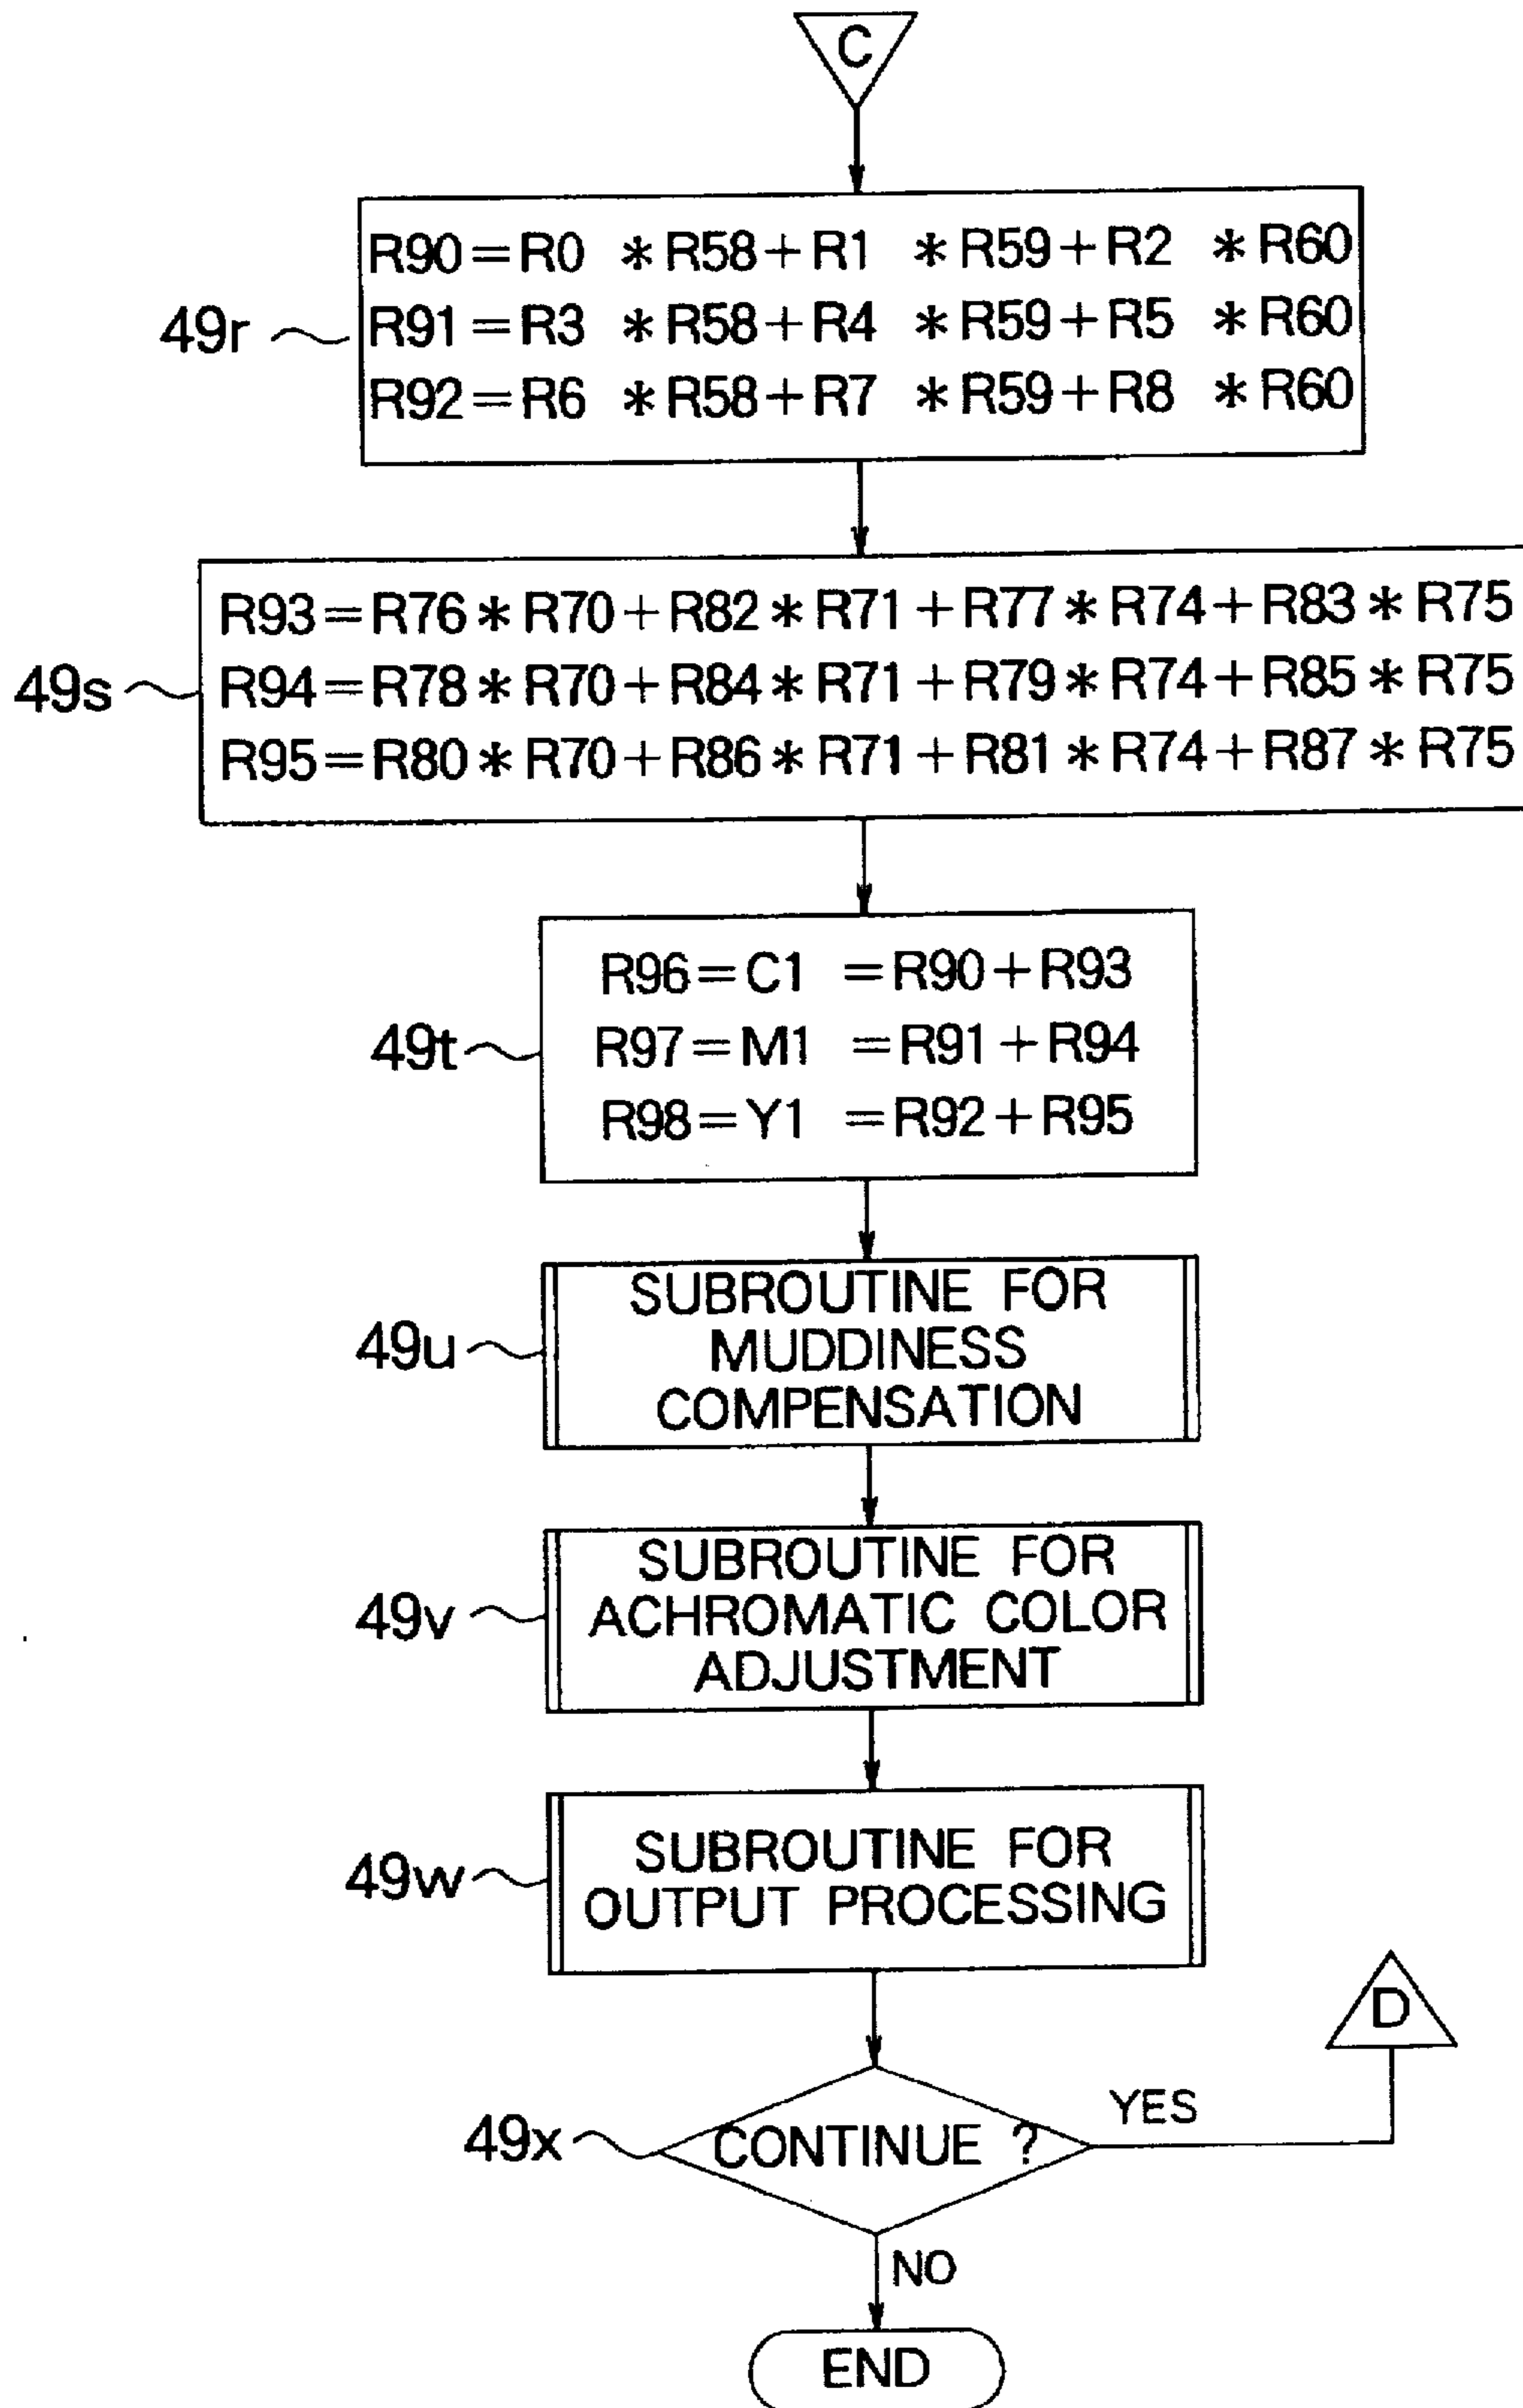 C
R90=R0 *R58+R1 *R59+R2 *R60
49r R91=R3 *R58+R4 *R59+R5 *R60
R92=R6 *R58+R7 *R59+R8 *R60
R93=R76*R70+R82*R71+R77*R74+R83*R75
49s R94=R78*R70+R84*R71+R79*R74+R85*R75
R95=R80*R70+R86*R71+R81*R74+R87*R75
R96=C1 =R90+R93
49t R97=M1 =R91+R94
R98=Y1 =R92+R95
SUBROUTINE FOR
49u MUDDINESS
COMPENSATION
SUBROUTINE FOR
49v ACHROMATIC COLOR
ADJUSTMENT
SUBROUTINE FOR
49w OUTPUT PROCESSING
D
YES
49x CONTINUE ?
NO
END